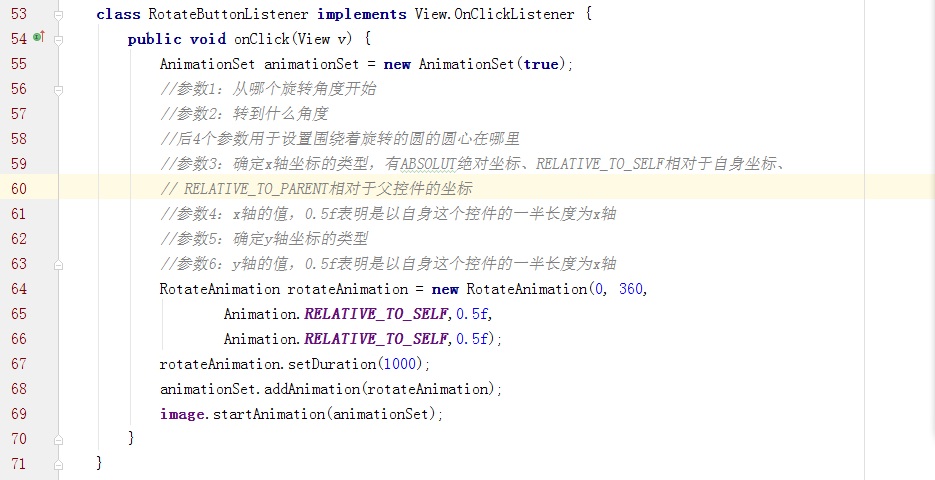 53 class RotateButtonListener implements View.OnClickListener {
54 public void onClick(View v) {
55 AnimationSet animationSet = new AnimationSet(true);
56 //参数1：从哪个旋转角度开始
57 //参数2：转到什么角度
58 //后4个参数用于设置围绕着旋转的圆的圆心在哪里
59 //参数3：确定x轴坐标的类型，有ABSOLUT绝对坐标、RELATIVE_TO_SELF相对于自身坐标、
60 // RELATIVE_TO_PARENT相对于父控件的坐标
61 //参数4：x轴的值，0.5f表明是以自身这个控件的一半长度为x轴
62 //参数5：确定y轴坐标的类型
63 //参数6：y轴的值，0.5f表明是以自身这个控件的一半长度为x轴
64 RotateAnimation rotateAnimation = new RotateAnimation(0, 360,
65 Animation.RELATIVE_TO_SELF,0.5f,
66 Animation.RELATIVE_TO_SELF,0.5f);
67 rotateAnimation.setDuration(1000);
68 animationSet.addAnimation(rotateAnimation);
69 image.startAnimation(animationSet);
70 }
71 }